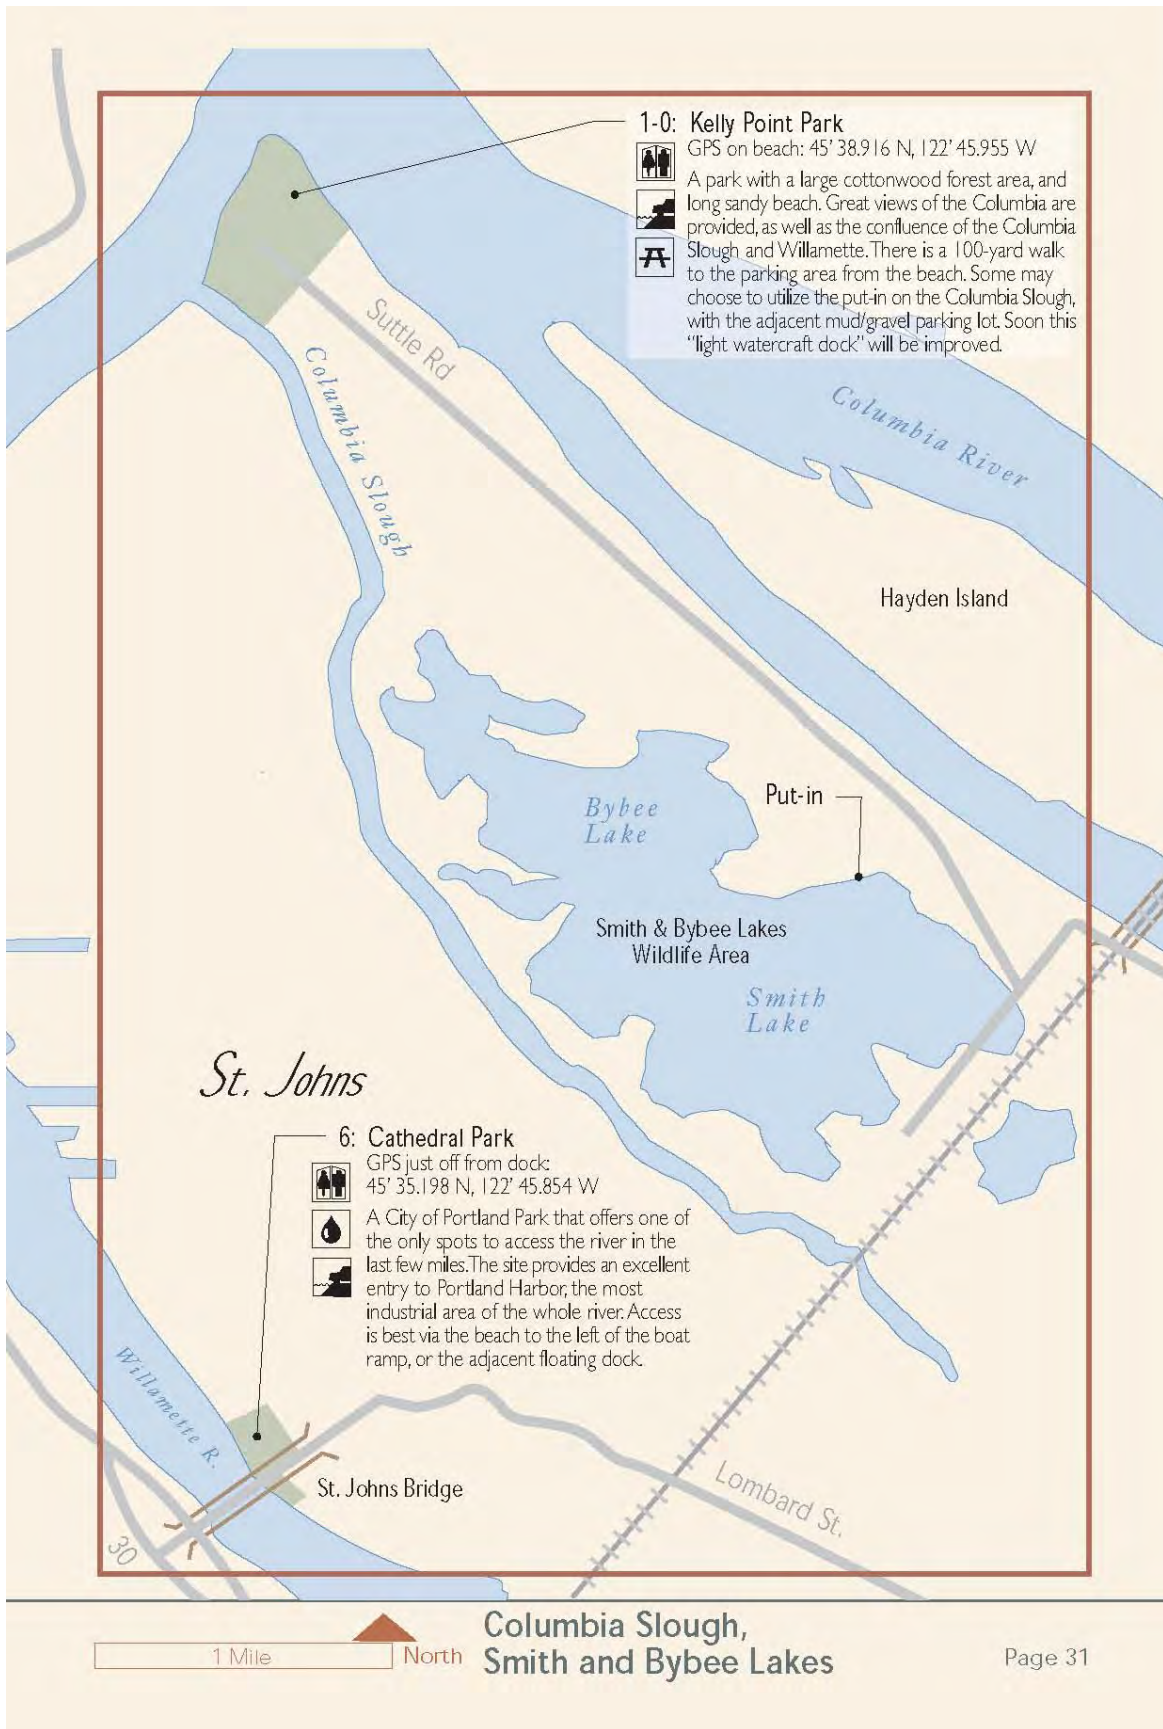 1-0: Kelly Point Park
GPS on beach: 45' 38.916 N, 122' 45.955 W
A park with a large cottonwood forest area, and
long sandy beach. Great views of the Columbia are
provided, as well as the confluence of the Columbia
Slough and Willamette. There is a 100-yard walk
to the parking area from the beach. Some may
choose to utilize the put-in on the Columbia Slough,
with the adjacent mud/gravel parking lot. Soon this
"light watercraft dock" will be improved.
Suttle Rd
Columbia Slough
Columbia River
Hayden Island
Put-in
Bybee
Lake
Smith & Bybee Lakes
Wildlife Area
Smith
Lake
St. Johns
6: Cathedral Park
GPS just off from dock:
45' 35.198 N, 122' 45.854 W
A City of Portland Park that offers one of
the only spots to access the river in the
last few miles. The site provides an excellent
entry to Portland Harbor, the most
industrial area of the whole river. Access
is best via the beach to the left of the boat
ramp, or the adjacent floating dock.
Willamette R.
St. Johns Bridge
Lombard St.
30
1 Mile
North
Columbia Slough,
Smith and Bybee Lakes
Page 31